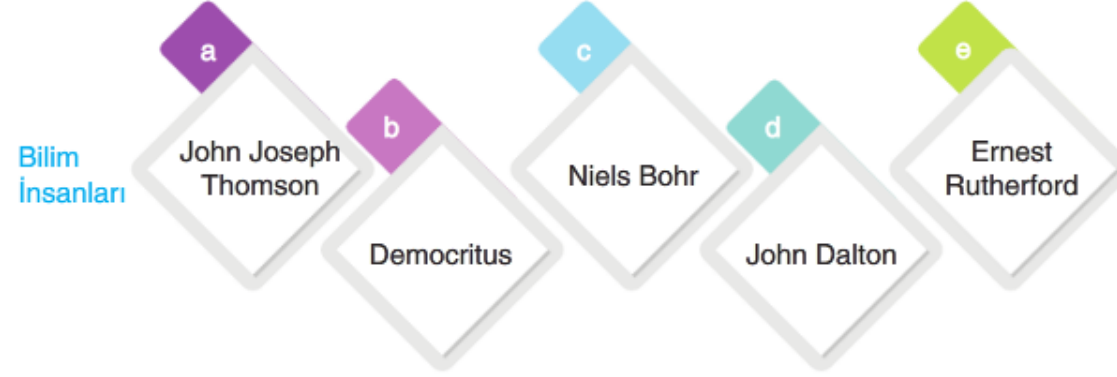 a
John Joseph
Thomson
b
Democritus
c
Niels Bohr
d
John Dalton
e
Ernest
Rutherford
Bilim
İnsanları